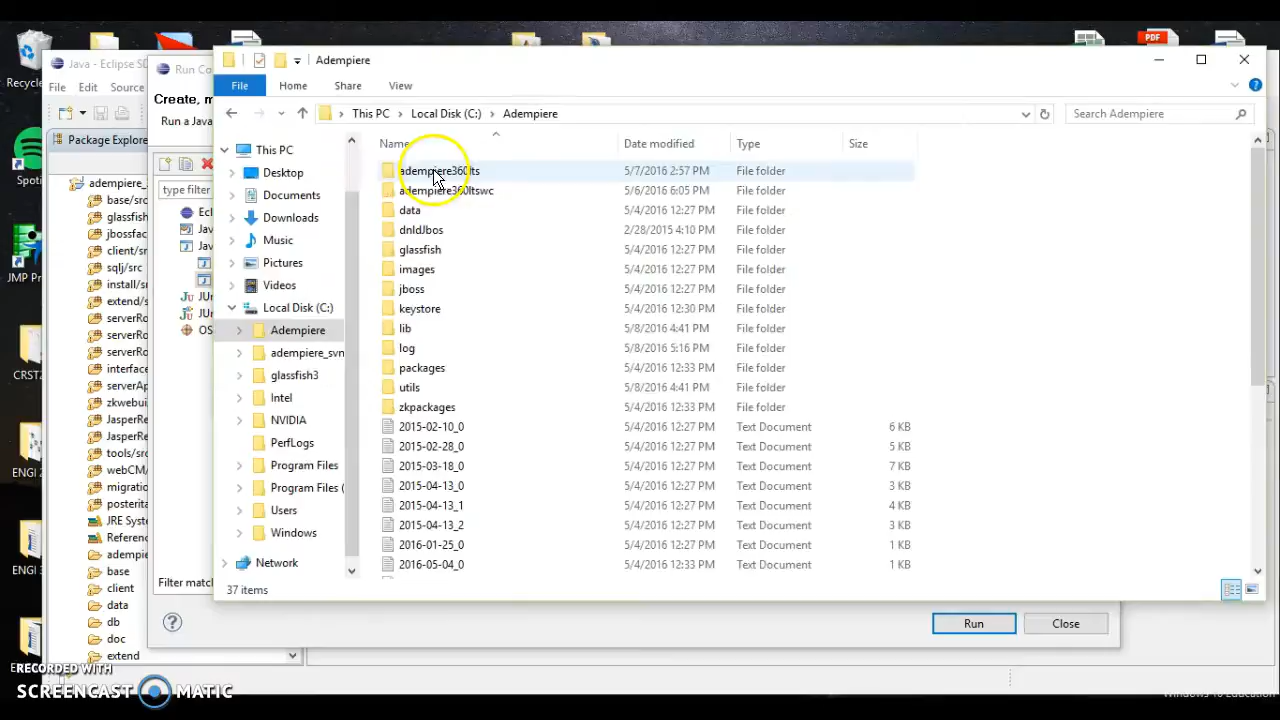 Adempiere
File
Home
Share
View
This PC
Local Disk (C:)
Adempiere
Search Adempiere
Name
Date modified
Type
Size
adempiere360lts 5/7/2016 2:57 PM File folder
adempiere360ltswc 5/6/2016 6:05 PM File folder
data 5/4/2016 12:27 PM File folder
dnldJbos 2/28/2015 4:10 PM File folder
glassfish 5/4/2016 12:27 PM File folder
images 5/4/2016 12:27 PM File folder
jboss 5/4/2016 12:27 PM File folder
keystore 5/4/2016 12:30 PM File folder
lib 5/8/2016 4:41 PM File folder
log 5/8/2016 5:16 PM File folder
packages 5/4/2016 12:33 PM File folder
utils 5/8/2016 4:41 PM File folder
zkpackages 5/4/2016 12:33 PM File folder
2015-02-10_0 5/4/2016 12:27 PM Text Document 6 KB
2015-02-28_0 5/4/2016 12:27 PM Text Document 5 KB
2015-03-18_0 5/4/2016 12:27 PM Text Document 7 KB
2015-04-13_0 5/4/2016 12:27 PM Text Document 3 KB
2015-04-13_1 5/4/2016 12:27 PM Text Document 4 KB
2015-04-13_2 5/4/2016 12:27 PM Text Document 3 KB
2016-01-25_0 5/4/2016 12:27 PM Text Document 1 KB
2016-05-04_0 5/4/2016 12:33 PM Text Document 1 KB
37 items
This PC
Desktop
Documents
Downloads
Music
Pictures
Videos
Local Disk (C:)
Adempiere
adempiere_svn
glassfish3
Intel
NVIDIA
PerfLogs
Program Files
Program Files (
Users
Windows
Network
Java - Eclipse SD
File Edit Source
Package Explore
adempiere_
base/src
glassfish
jbossfac
client/sr
sqlj/src
install/sr
extend/s
serverRo
serverRo
interface
serverAp
zkwebui
JasperRe
JasperRe
tools/src
webCM/
migratio
posterita
JRE Syste
Referenc
adempie
base
client
data
db
doc
extend
Run Co
Create, m
Run a Java
type filter
Ecl
Jav
Jav
JU
JU
OS
Filter match
Run
Close
Recycle
Spoti
JMP Pr
CRST2
ENGI 2
ENGI 3
PDF
RECORDED WITH
SCREENCAST MATIC
Windows 10 Education